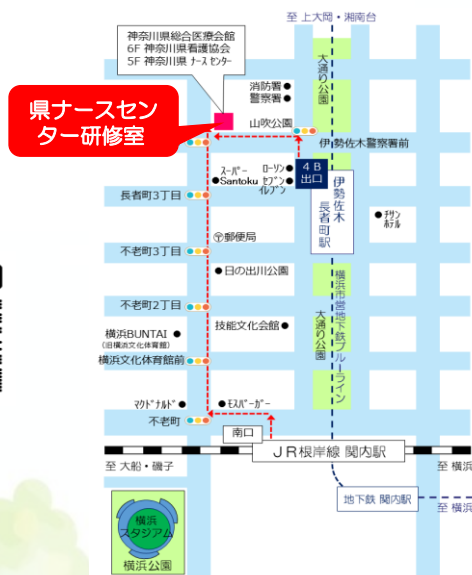 至 上大岡・湘南台
神奈川県総合医療会館
6F 神奈川県看護協会
5F 神奈川県 ﾅｰｽ ｾﾝﾀｰ
大通り公園
消防署
警察署
県ナースセン
ター研修室
山吹公園
伊勢佐木警察署前
4B
出口
ｽｰﾊﾟｰ
Santoku
ﾛｰｿﾝ
ｾﾌﾞﾝ
ｲﾚﾌﾞﾝ
伊勢佐木
長者町駅
長者町3丁目
ﾁｻﾝ
ﾎﾃﾙ
〒郵便局
不老町3丁目
日の出川公園
横浜市営地下鉄ブルーライン
不老町2丁目
大通り公園
横浜BUNTAI
(旧横浜文化体育館)
技能文化会館
横浜文化体育館前
ﾏｸﾄﾞﾅﾙﾄﾞ
ﾓｽﾊﾞｰｶﾞｰ
不老町
南口
JR根岸線 関内駅
至 大船・磯子
至 横浜
地下鉄 関内駅
至 横浜
横浜
スタジアム
横浜公園